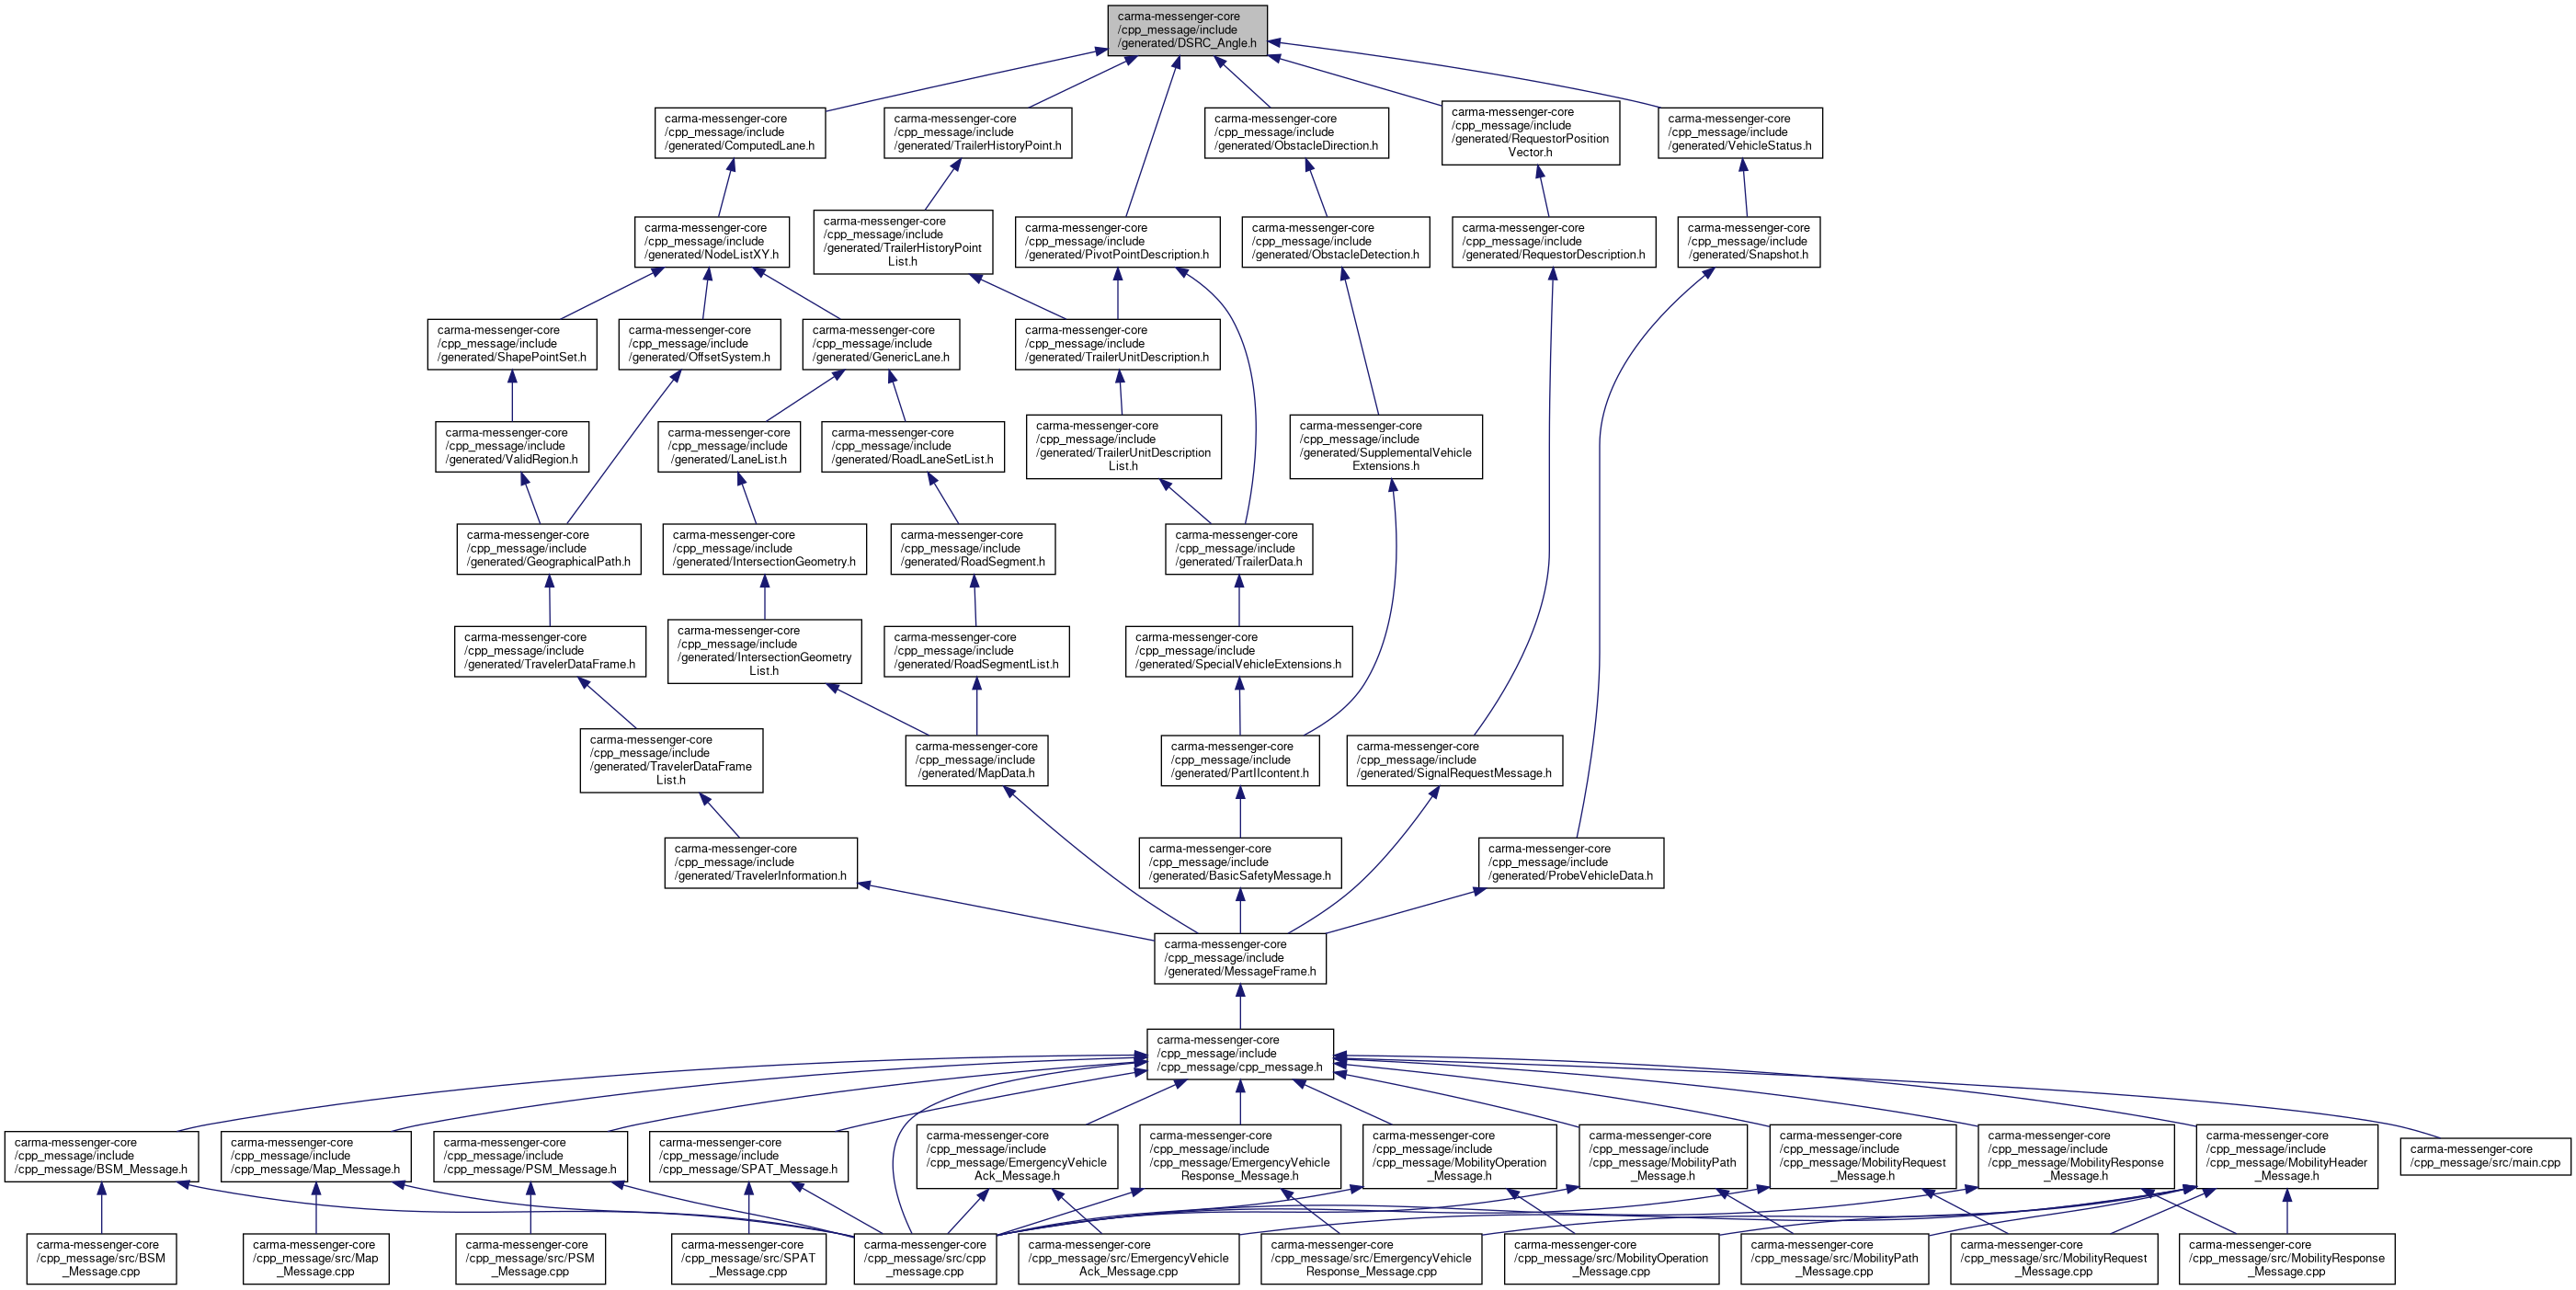 carma-messenger-core
/cpp_message/include
/generated/DSRC_Angle.h
carma-messenger-core
/cpp_message/include
/generated/ComputedLane.h
carma-messenger-core
/cpp_message/include
/generated/TrailerHistoryPoint.h
carma-messenger-core
/cpp_message/include
/generated/ObstacleDirection.h
carma-messenger-core
/cpp_message/include
/generated/RequestorPosition
Vector.h
carma-messenger-core
/cpp_message/include
/generated/VehicleStatus.h
carma-messenger-core
/cpp_message/include
/generated/NodeListXY.h
carma-messenger-core
/cpp_message/include
/generated/TrailerHistoryPoint
List.h
carma-messenger-core
/cpp_message/include
/generated/PivotPointDescription.h
carma-messenger-core
/cpp_message/include
/generated/ObstacleDetection.h
carma-messenger-core
/cpp_message/include
/generated/RequestorDescription.h
carma-messenger-core
/cpp_message/include
/generated/Snapshot.h
carma-messenger-core
/cpp_message/include
/generated/ShapePointSet.h
carma-messenger-core
/cpp_message/include
/generated/OffsetSystem.h
carma-messenger-core
/cpp_message/include
/generated/GenericLane.h
carma-messenger-core
/cpp_message/include
/generated/TrailerUnitDescription.h
carma-messenger-core
/cpp_message/include
/generated/ValidRegion.h
carma-messenger-core
/cpp_message/include
/generated/LaneList.h
carma-messenger-core
/cpp_message/include
/generated/RoadLaneSetList.h
carma-messenger-core
/cpp_message/include
/generated/TrailerUnitDescription
List.h
carma-messenger-core
/cpp_message/include
/generated/SupplementalVehicle
Extensions.h
carma-messenger-core
/cpp_message/include
/generated/GeographicalPath.h
carma-messenger-core
/cpp_message/include
/generated/IntersectionGeometry.h
carma-messenger-core
/cpp_message/include
/generated/RoadSegment.h
carma-messenger-core
/cpp_message/include
/generated/TrailerData.h
carma-messenger-core
/cpp_message/include
/generated/TravelerDataFrame.h
carma-messenger-core
/cpp_message/include
/generated/IntersectionGeometry
List.h
carma-messenger-core
/cpp_message/include
/generated/RoadSegmentList.h
carma-messenger-core
/cpp_message/include
/generated/SpecialVehicleExtensions.h
carma-messenger-core
/cpp_message/include
/generated/TravelerDataFrame
List.h
carma-messenger-core
/cpp_message/include
/generated/MapData.h
carma-messenger-core
/cpp_message/include
/generated/PartIIcontent.h
carma-messenger-core
/cpp_message/include
/generated/SignalRequestMessage.h
carma-messenger-core
/cpp_message/include
/generated/TravelerInformation.h
carma-messenger-core
/cpp_message/include
/generated/BasicSafetyMessage.h
carma-messenger-core
/cpp_message/include
/generated/ProbeVehicleData.h
carma-messenger-core
/cpp_message/include
/generated/MessageFrame.h
carma-messenger-core
/cpp_message/include
/cpp_message/cpp_message.h
carma-messenger-core
/cpp_message/include
/cpp_message/BSM_Message.h
carma-messenger-core
/cpp_message/include
/cpp_message/Map_Message.h
carma-messenger-core
/cpp_message/include
/cpp_message/PSM_Message.h
carma-messenger-core
/cpp_message/include
/cpp_message/SPAT_Message.h
carma-messenger-core
/cpp_message/include
/cpp_message/EmergencyVehicle
Ack_Message.h
carma-messenger-core
/cpp_message/include
/cpp_message/EmergencyVehicle
Response_Message.h
carma-messenger-core
/cpp_message/include
/cpp_message/MobilityOperation
_Message.h
carma-messenger-core
/cpp_message/include
/cpp_message/MobilityPath
_Message.h
carma-messenger-core
/cpp_message/include
/cpp_message/MobilityRequest
_Message.h
carma-messenger-core
/cpp_message/include
/cpp_message/MobilityResponse
_Message.h
carma-messenger-core
/cpp_message/include
/cpp_message/MobilityHeader
_Message.h
carma-messenger-core
/cpp_message/src/main.cpp
carma-messenger-core
/cpp_message/src/BSM
_Message.cpp
carma-messenger-core
/cpp_message/src/Map
_Message.cpp
carma-messenger-core
/cpp_message/src/PSM
_Message.cpp
carma-messenger-core
/cpp_message/src/SPAT
_Message.cpp
carma-messenger-core
/cpp_message/src/cpp
_message.cpp
carma-messenger-core
/cpp_message/src/EmergencyVehicle
Ack_Message.cpp
carma-messenger-core
/cpp_message/src/EmergencyVehicle
Response_Message.cpp
carma-messenger-core
/cpp_message/src/MobilityOperation
_Message.cpp
carma-messenger-core
/cpp_message/src/MobilityPath
_Message.cpp
carma-messenger-core
/cpp_message/src/MobilityRequest
_Message.cpp
carma-messenger-core
/cpp_message/src/MobilityResponse
_Message.cpp